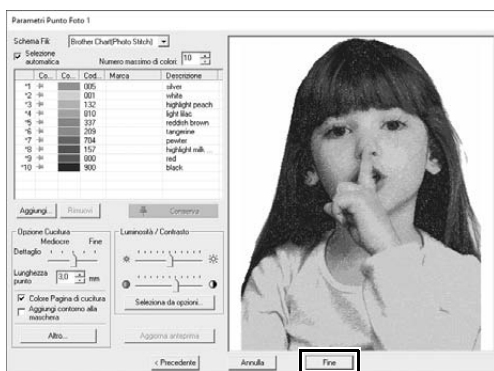 Parametri Punto Foto 1
Schema Fili: Brother Chart(Photo Stitch)
Selezione automatica
Numero massimo di colori: 10
Co... Co... Cod... Marca Descrizione
*1 005 silver
*2 001 white
*3 132 highlight peach
*4 810 light lilac
*5 337 reddish brown
*6 209 tangerine
*7 704 pewter
*8 157 highlight milk ...
*9 800 red
*10 900 black
Aggiungi... Rimuovi Conserva
Opzione Cucitura
Mediocre Fine
Dettaglio
Lunghezza punto 3,0 mm
Colore Pagina di cucitura
Aggiungi contorno alla maschera
Altro...
Luminosità / Contrasto
Seleziona da opzioni...
Aggiorna anteprima
< Precedente Annulla Fine